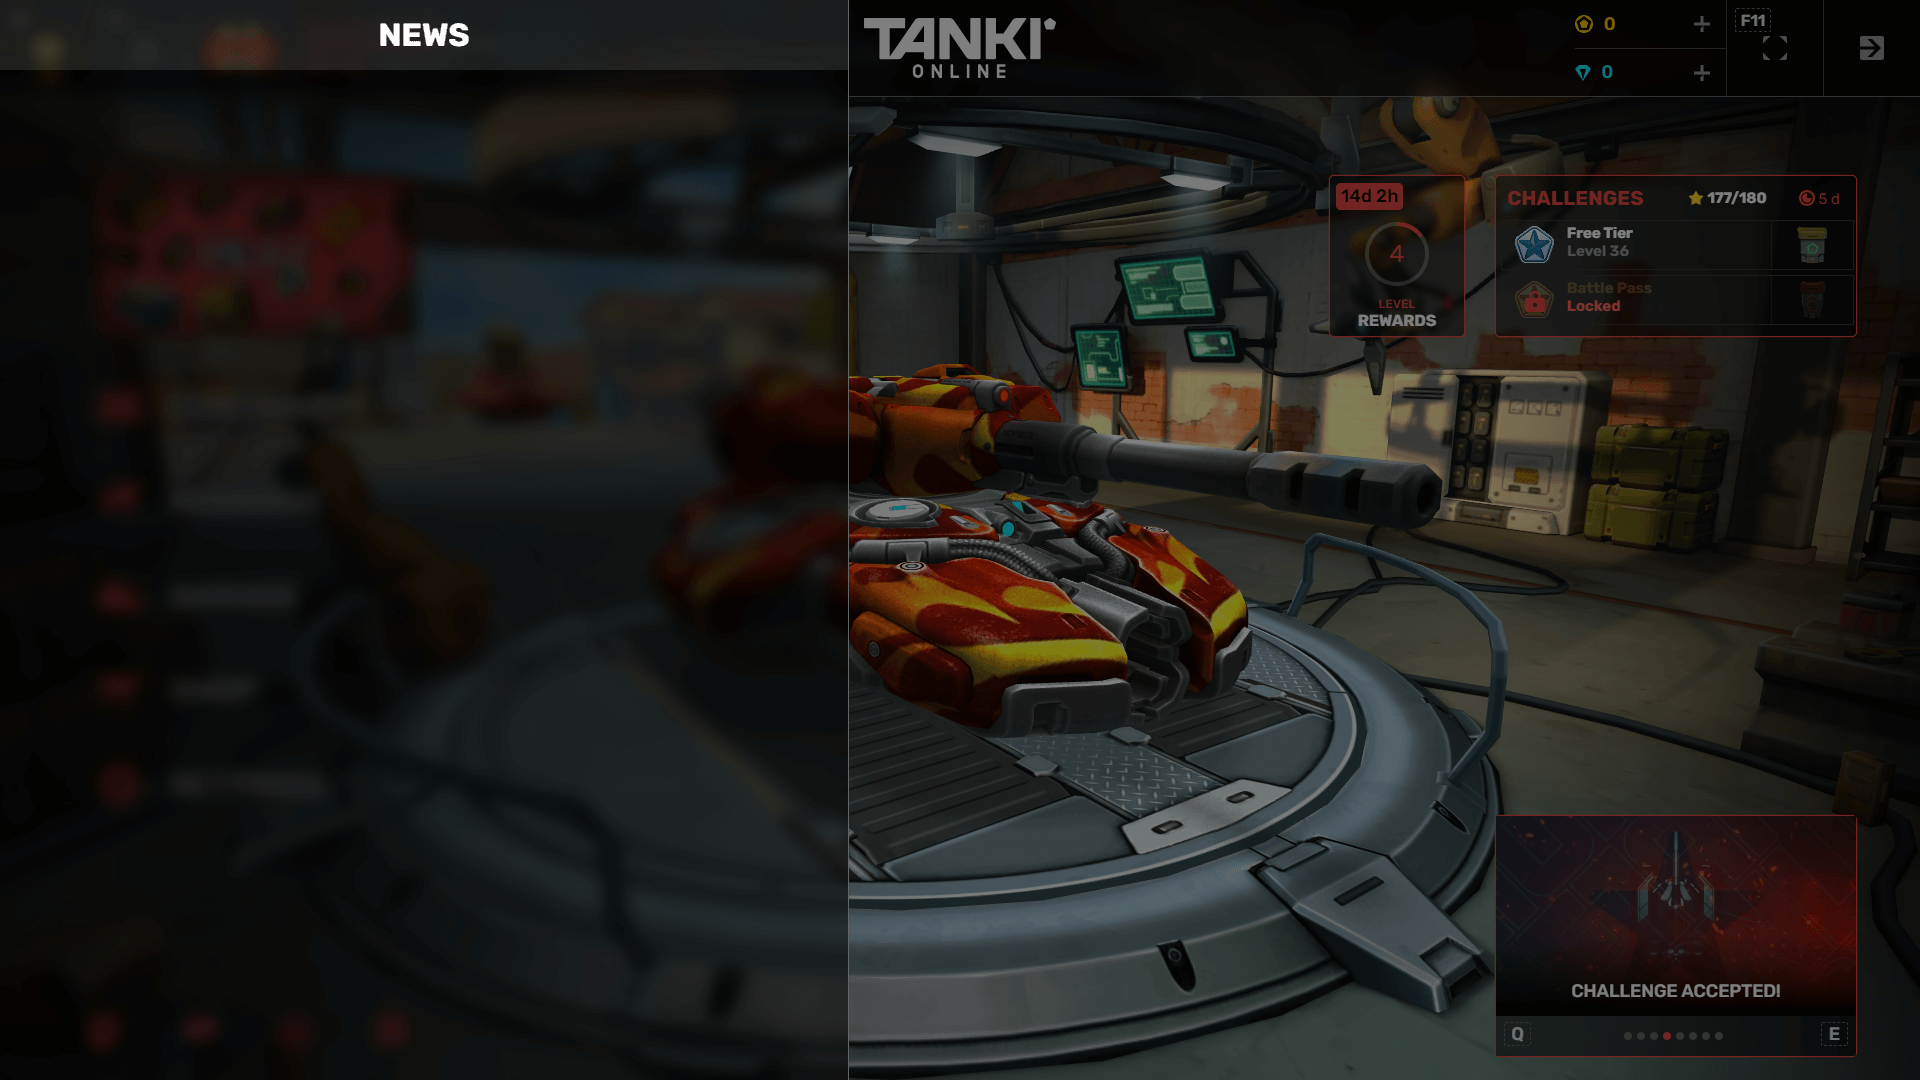 NEWS
TANKI
ONLINE
0
0
F11
14d 2h
4
LEVEL
REWARDS
CHALLENGES
177/180
5 d
Free Tier
Level 36
Battle Pass
Locked
CHALLENGE ACCEPTED!
Q
E